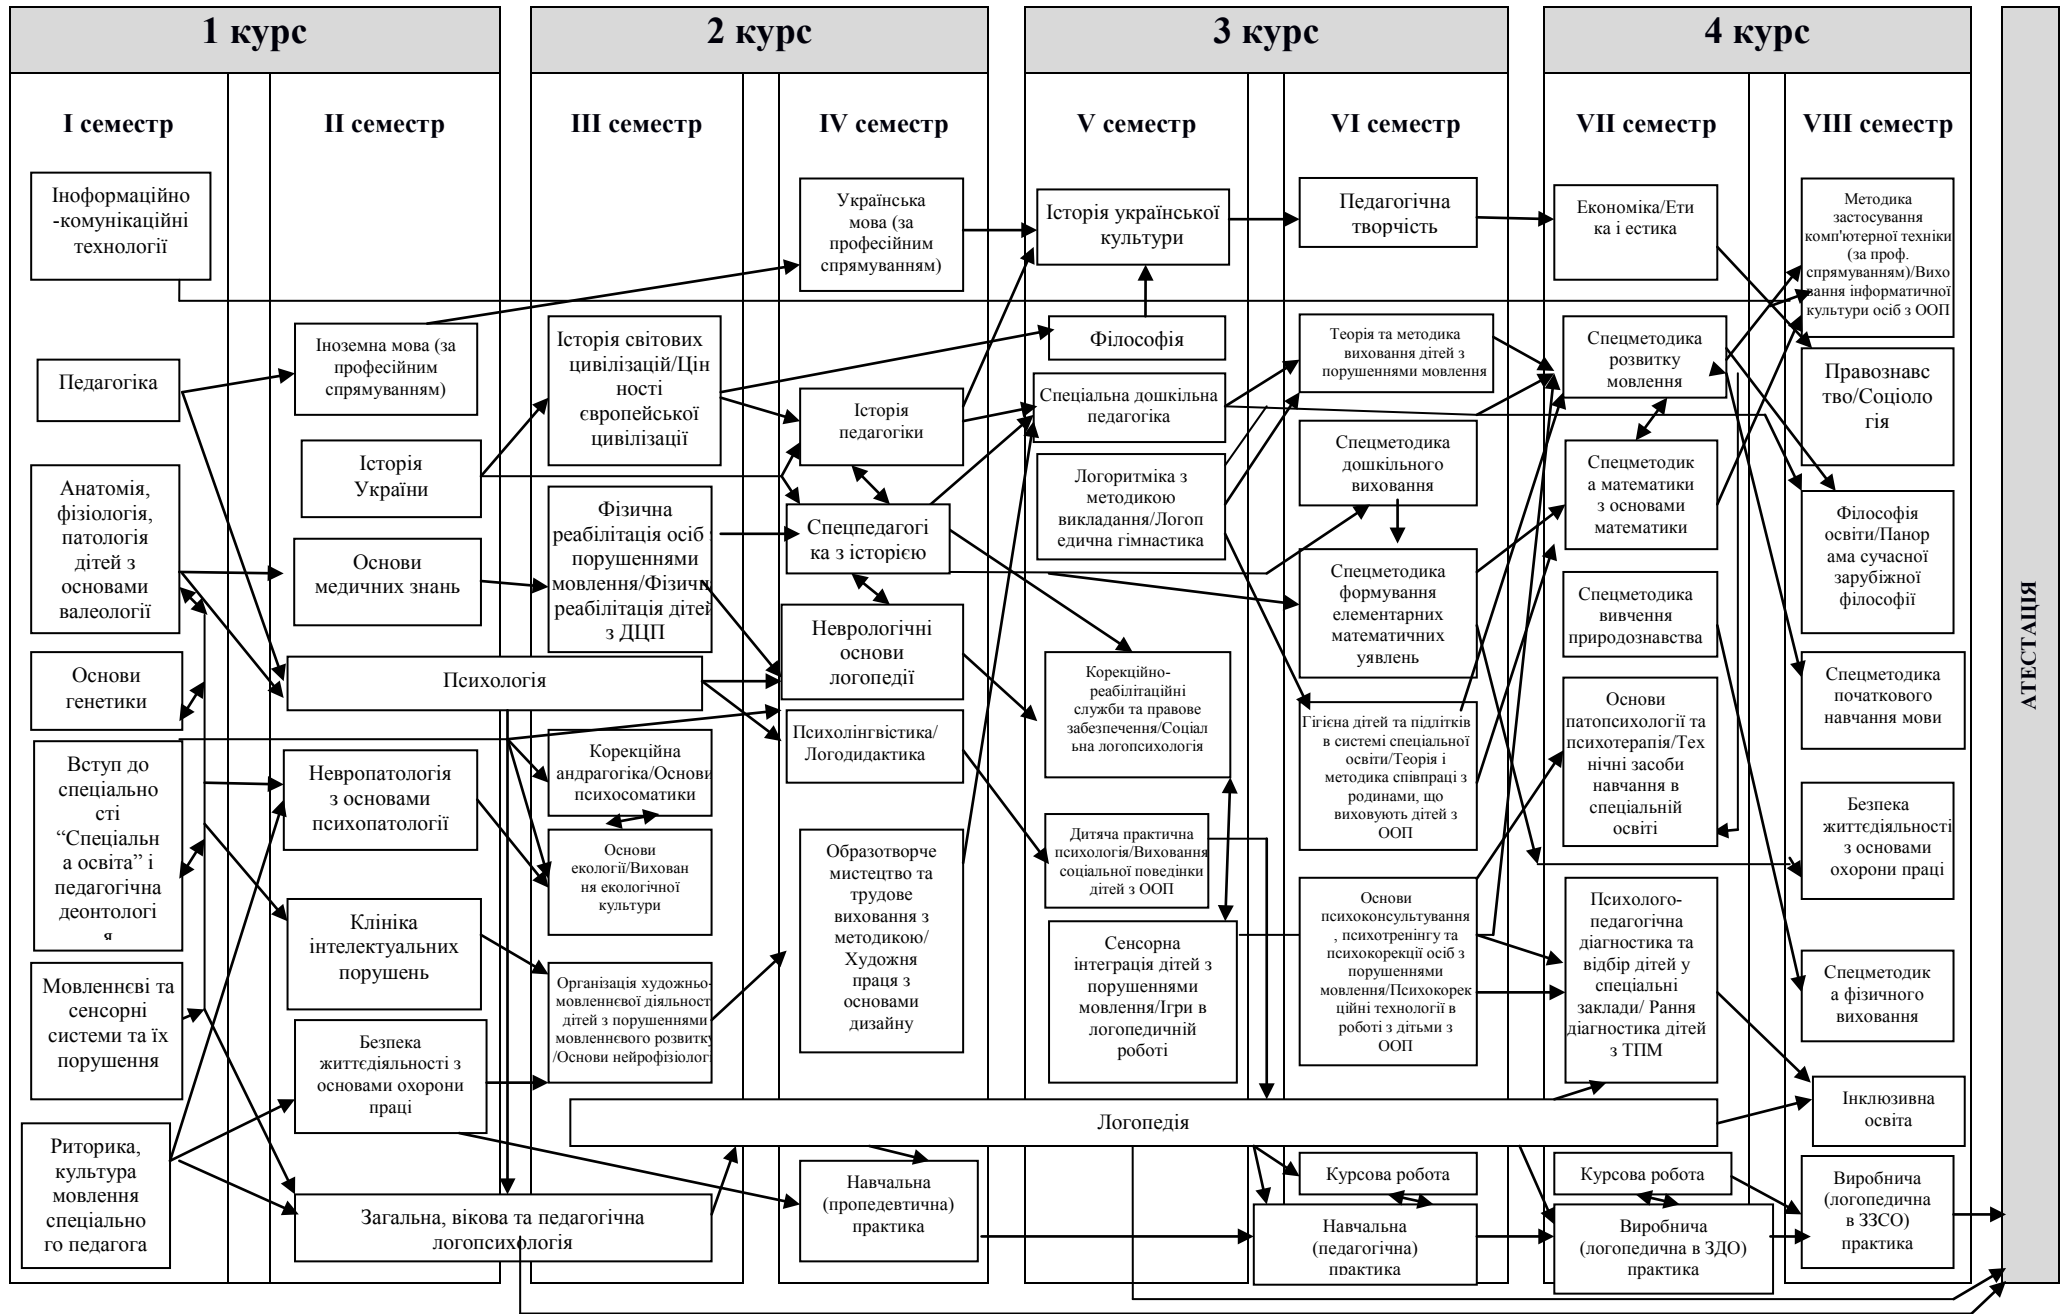 1 курс
2 курс
3 курс
4 курс
І семестр
ІІ семестр
ІІІ семестр
IV семестр
V семестр
VI семестр
VII семестр
VIII семестр
Іноформаційно
-комунікаційні
технології
Педагогіка
Анатомія,
фізіологія,
патологія
дітей з
основами
валеології
Основи
генетики
Вступ до
спеціально
сті
“Спеціальн
а освіта” і
педагогічна
деонтологі
я
Мовленнєві та
сенсорні
системи та їх
порушення
Риторика,
культура
мовлення
спеціально
го педагога
Іноземна мова (за
професійним
спрямуванням)
Історія
України
Основи
медичних знань
Психологія
Невропатологія
з основами
психопатології
Клініка
інтелектуальних
порушень
Безпека
життєдіяльності з
основами охорони
праці
Загальна, вікова та педагогічна
логопсихологія
Історія світових
цивілізацій/Цін
ності
європейської
цивілізації
Фізична
реабілітація осіб
порушеннями
мовлення/Фізичн
реабілітація дітей
з ДЦП
Корекційна
андрагогіка/Основи
психосоматики
Основи
екології/Вихован
ня екологічної
культури
Організація художньо-
мовленнєвої діяльност
дітей з порушеннями
мовленнєвого розвитку
/Основи нейрофізіолог
Українська
мова (за
професійним
спрямуванням)
Історія
педагогіки
Спецпедагогі
ка з історією
Неврологічні
основи
логопедії
Психолінгвістика/
Логодидактика
Образотворче
мистецтво та
трудове
виховання з
методикою/
Художня
праця з
основами
дизайну
Логопедія
Навчальна
(пропедевтична)
практика
Історія української
культури
Філософія
Спеціальна дошкільна
педагогіка
Логоритміка з
методикою
викладання/Логоп
едична гімнастика
Корекційно-
реабілітаційні
служби та правове
забезпечення/Соціал
ьна логопсихологія
Дитяча практична
психологія/Виховання
соціальної поведінки
дітей з ООП
Сенсорна
інтеграція дітей з
порушеннями
мовлення/Ігри в
логопедичній
роботі
Педагогічна
творчість
Теорія та методика
виховання дітей з
порушеннями мовлення
Спецметодика
дошкільного
виховання
Спецметодика
формування
елементарних
математичних
уявлень
Гігієна дітей та підлітків
в системі спеціальної
освіти/Теорія і
методика співпраці з
родинами, що
виховують дітей з
ООП
Основи
психоконсультування
, психотренінгу та
психокорекції осіб з
порушеннями
мовлення/Психокорек
ційні технології в
роботі з дітьми з
ООП
Курсова робота
Навчальна
(педагогічна)
практика
Економіка/Ети
ка і естика
Спецметодика
розвитку
мовлення
Спецметодик
а математики
з основами
математики
Спецметодика
вивчення
природознавства
Основи
патопсихології та
психотерапія/Тех
нічні засоби
навчання в
спеціальній
освіті
Психолого-
педагогічна
діагностика та
відбір дітей у
спеціальні
заклади/ Рання
діагностика дітей
з ТПМ
Курсова робота
Виробнича
(логопедична в ЗДО)
практика
Методика
застосування
комп'ютерної техніки
(за проф.
спрямуванням)/Вихо
вання інформатичної
культури осіб з ООП
Правознавс
тво/Соціоло
гія
Філософія
освіти/Панор
ама сучасної
зарубіжної
філософії
Спецметодика
початкового
навчання мови
Безпека
життєдіяльності
з основами
охорони праці
Спецметодик
а фізичного
виховання
Інклюзивна
освіта
Виробнича
(логопедична
в ЗЗСО)
практика
АТЕСТАЦІЯ